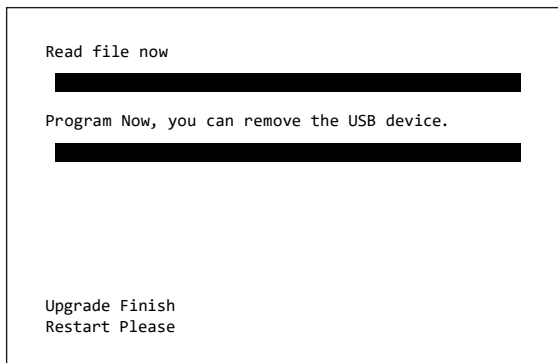 Read file now
Program Now, you can remove the USB device.
Upgrade Finish
Restart Please